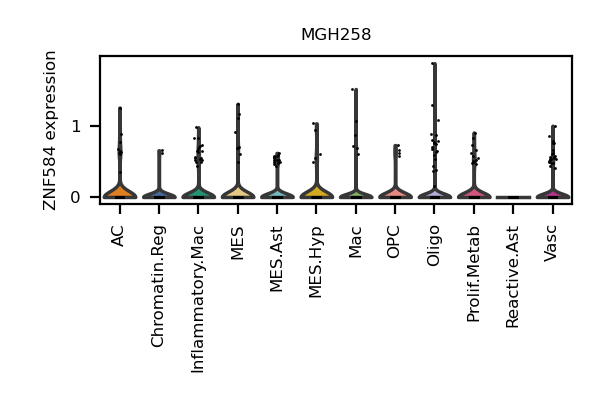 MGH258
ZNF584 expression
1
0
AC
Chromatin.Reg
Inflammatory.Mac
MES
MES.Ast
MES.Hyp
Mac
OPC
Oligo
Prolif.Metab
Reactive.Ast
Vasc